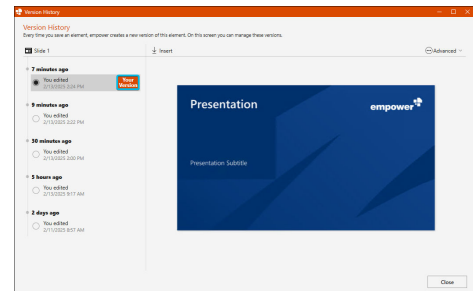 Version History
Version History
Every time you save an element, empower creates a new version of this element. On this screen you can manage these versions.
Slide 1
Insert
Advanced
7 minutes ago
You edited
2/13/2025 2:24 PM
Your
Version
9 minutes ago
You edited
2/13/2025 2:22 PM
30 minutes ago
You edited
2/13/2025 2:00 PM
5 hours ago
You edited
2/13/2025 9:17 AM
2 days ago
You edited
2/11/2025 8:57 AM
Presentation
empower
Presentation Subtitle
Close